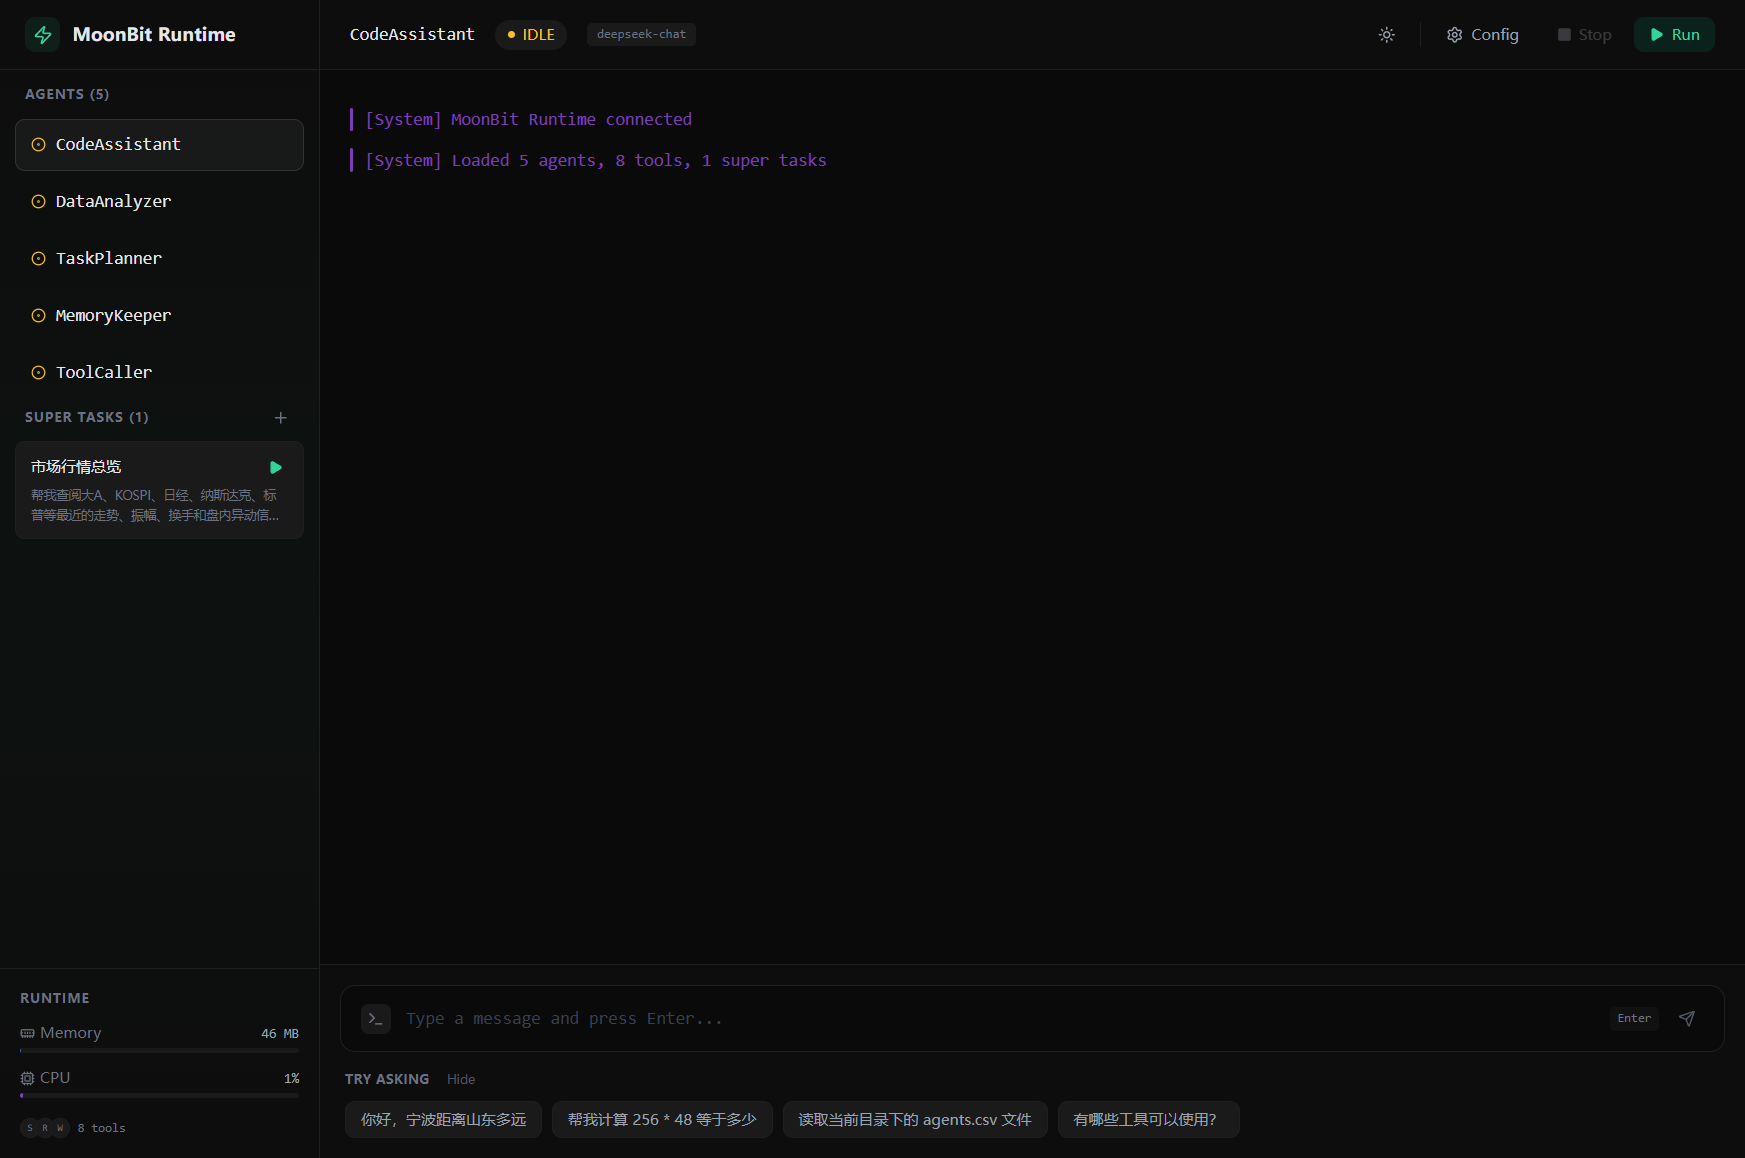 MoonBit Runtime
AGENTS (5)
CodeAssistant
DataAnalyzer
TaskPlanner
MemoryKeeper
ToolCaller
SUPER TASKS (1)
市场行情总览
帮我查阅大A、KOSPI、日经、纳斯达克、标
普等最近的走势、振幅、换手和盘内异动信...
RUNTIME
Memory 46 MB
CPU 1%
S R W 8 tools
CodeAssistant IDLE deepseek-chat Config Stop Run
[System] MoonBit Runtime connected
[System] Loaded 5 agents, 8 tools, 1 super tasks
Type a message and press Enter... Enter
TRY ASKING Hide
你好，宁波距离山东多远 帮我计算 256 * 48 等于多少 读取当前目录下的 agents.csv 文件 有哪些工具可以使用？